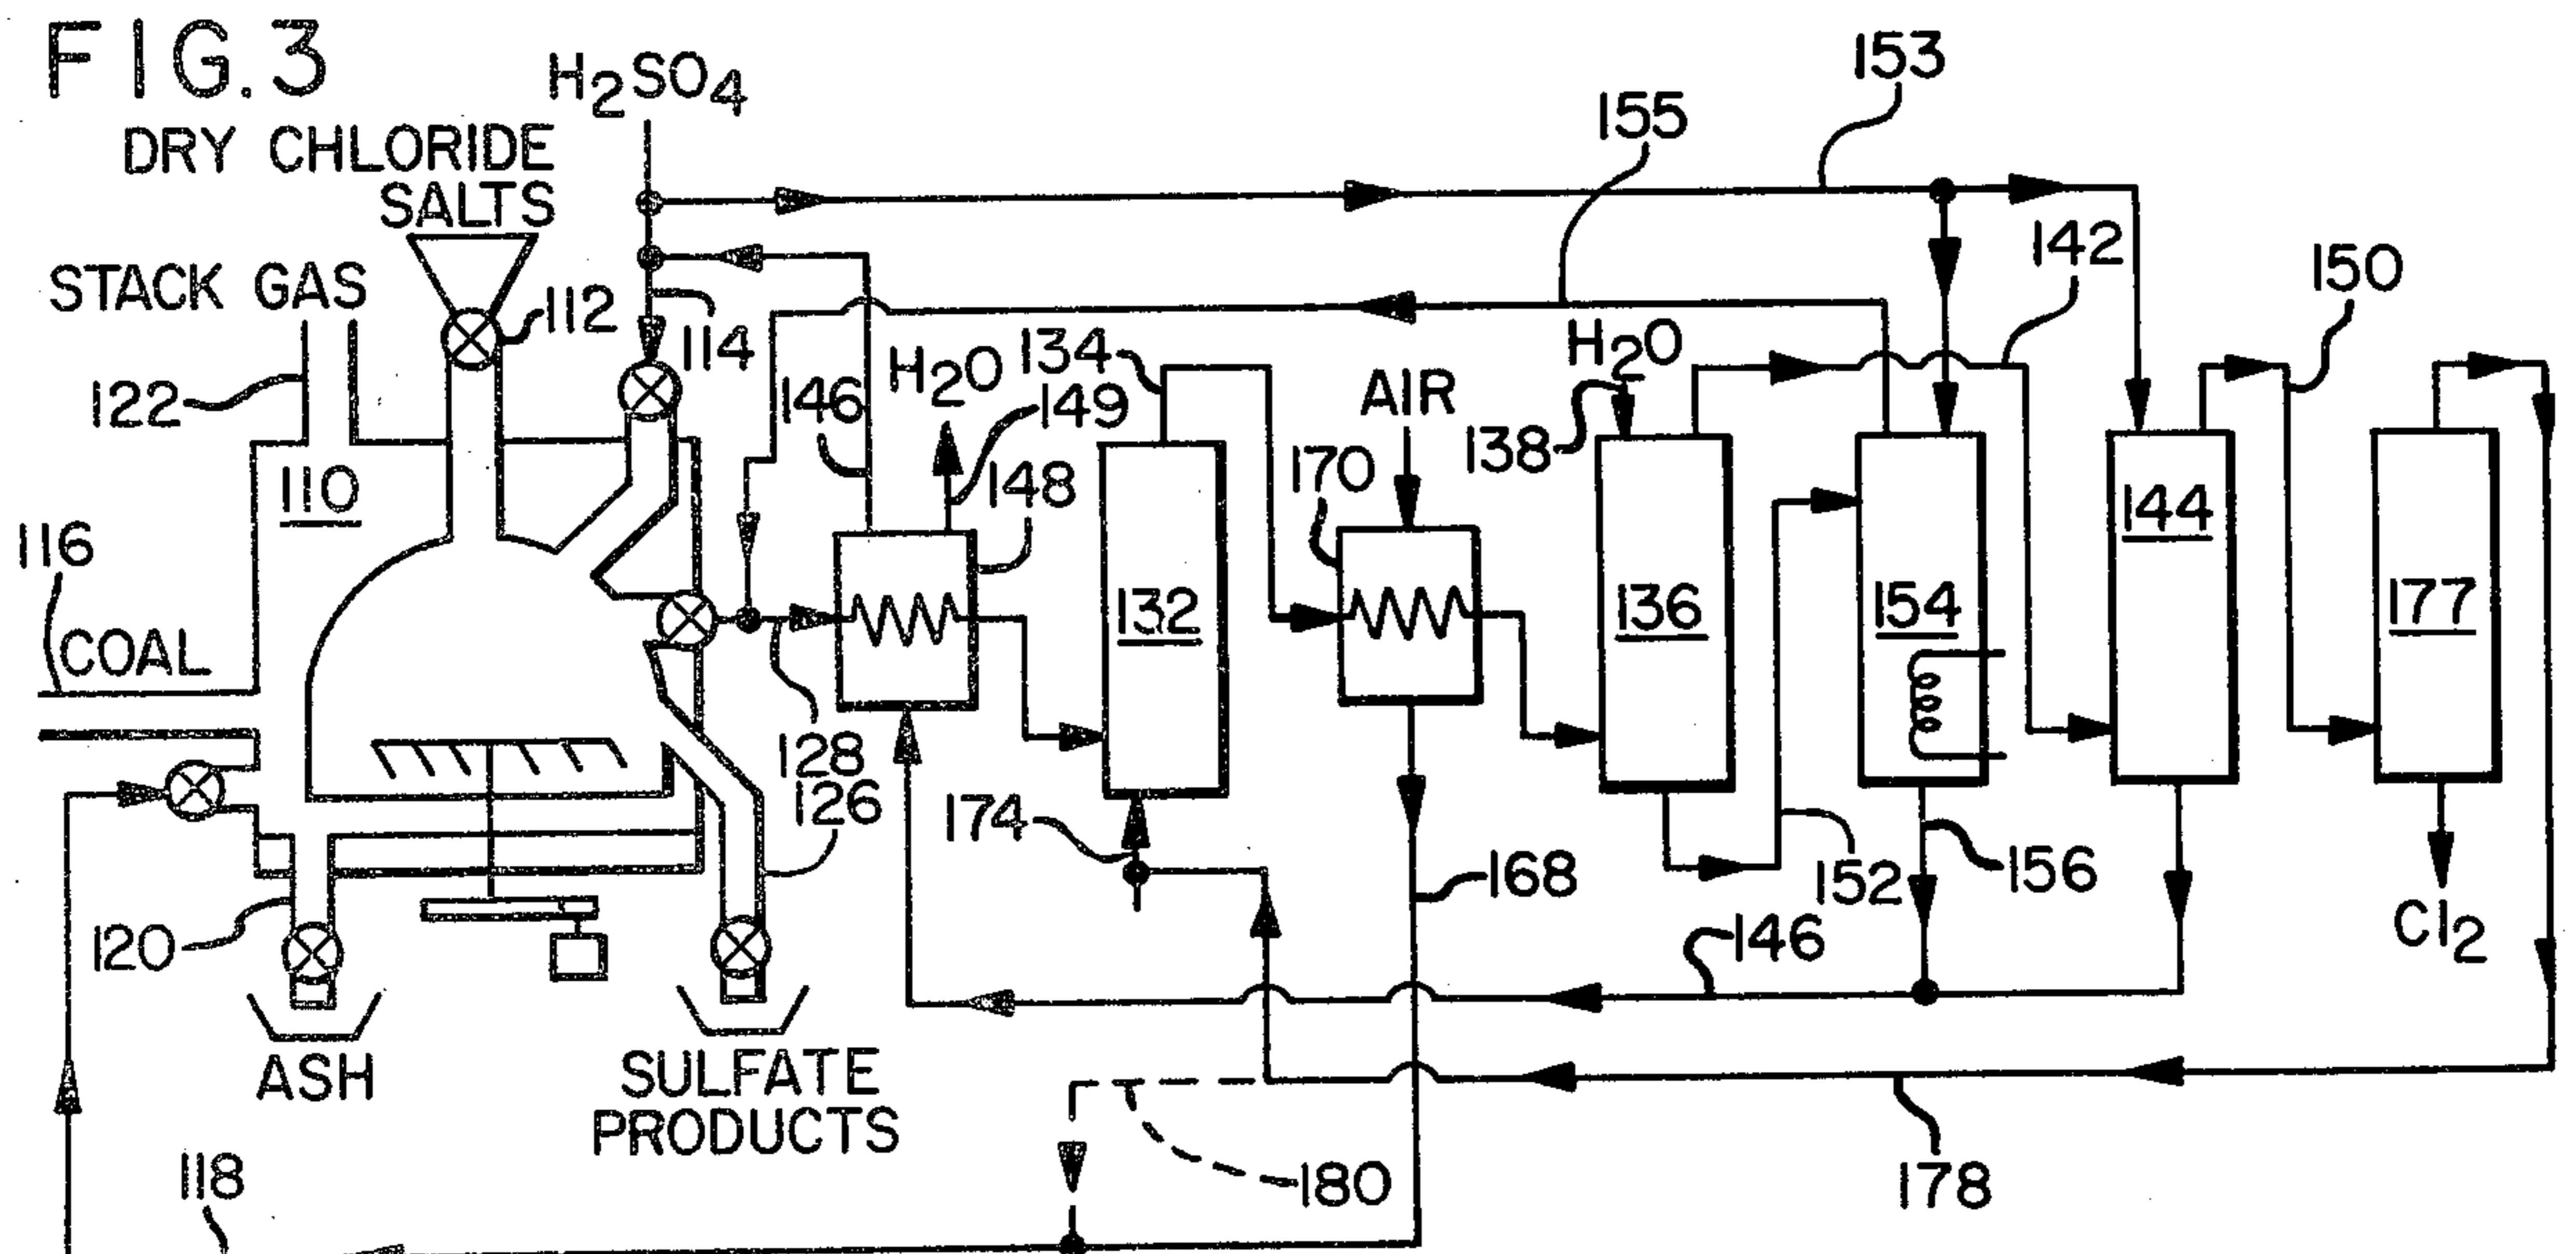 FIG. 3
H2SO4
153
155
DRY CHLORIDE
SALTS
142
150
STACK GAS
112
114
134
H2O
H2O
122
146
149
AIR
138
110
148
170
144
116
COAL
132
136
154
177
128
126
174
168
152
156
120
146
Cl2
ASH
SULFATE
PRODUCTS
180
178
118